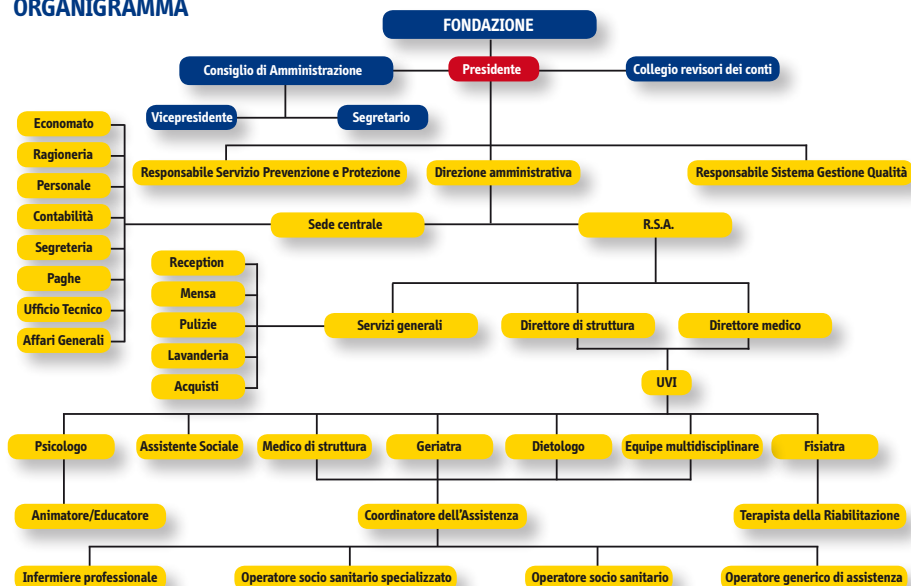 ORGANIGRAMMA
FONDAZIONE
Consiglio di Amministrazione
Presidente
Collegio revisori dei conti
Vicepresidente
Segretario
Economato
Ragioneria
Personale
Contabilità
Segreteria
Paghe
Ufficio Tecnico
Affari Generali
Responsabile Servizio Prevenzione e Protezione
Direzione amministrativa
Responsabile Sistema Gestione Qualità
Sede centrale
R.S.A.
Reception
Mensa
Pulizie
Lavanderia
Acquisti
Servizi generali
Direttore di struttura
Direttore medico
UVI
Psicologo
Assistente Sociale
Medico di struttura
Geriatra
Dietologo
Equipe multidisciplinare
Fisiatra
Animatore/Educatore
Coordinatore dell'Assistenza
Terapista della Riabilitazione
Infermiere professionale
Operatore socio sanitario specializzato
Operatore socio sanitario
Operatore generico di assistenza